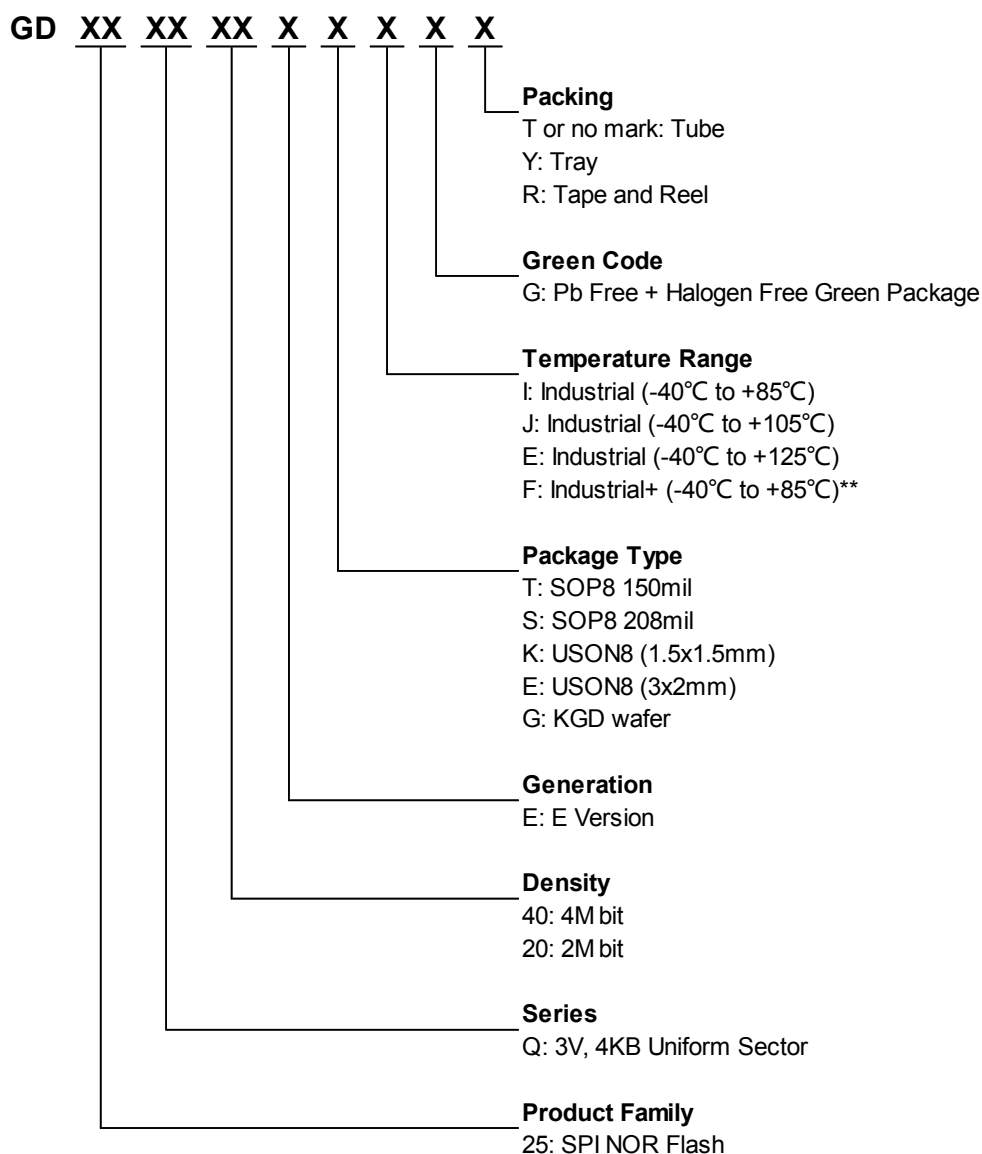 GD XX XX XX X X X X X
Packing
T or no mark: Tube
Y: Tray
R: Tape and Reel
Green Code
G: Pb Free + Halogen Free Green Package
Temperature Range
I: Industrial (-40℃ to +85℃)
J: Industrial (-40℃ to +105℃)
E: Industrial (-40℃ to +125℃)
F: Industrial+ (-40℃ to +85℃)**
Package Type
T: SOP8 150mil
S: SOP8 208mil
K: USON8 (1.5x1.5mm)
E: USON8 (3x2mm)
G: KGD wafer
Generation
E: E Version
Density
40: 4M bit
20: 2M bit
Series
Q: 3V, 4KB Uniform Sector
Product Family
25: SPI NOR Flash